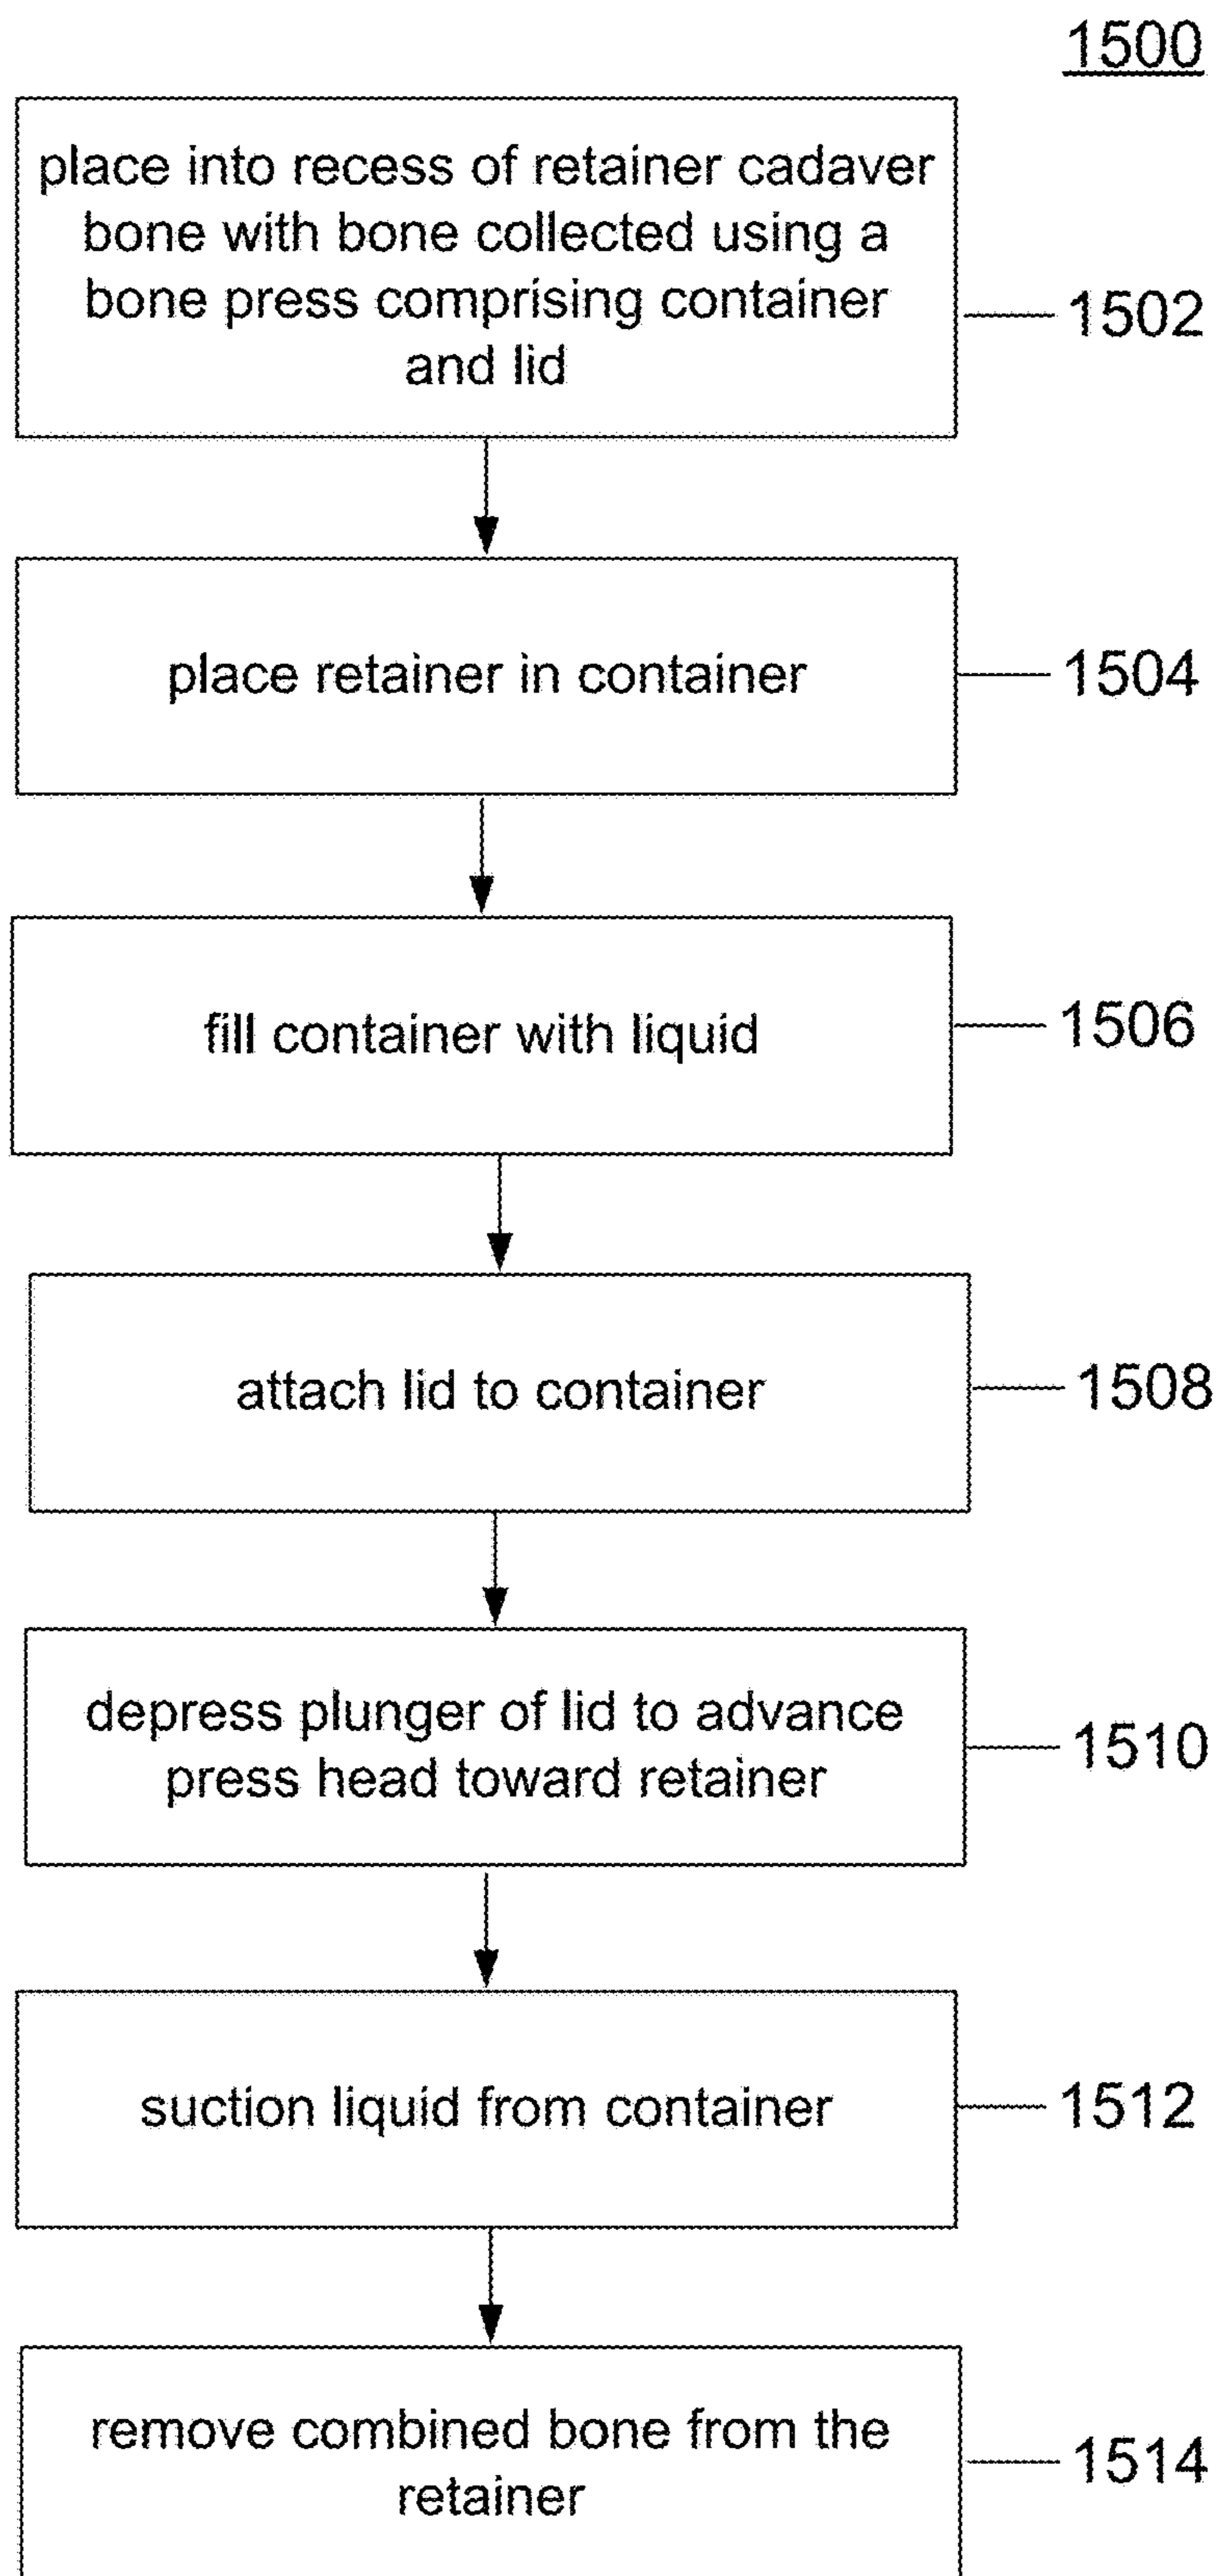 1500
place into recess of retainer cadaver
bone with bone collected using a
bone press comprising container
and lid
1502
place retainer in container
1504
fill container with liquid
1506
attach lid to container
1508
depress plunger of lid to advance
press head toward retainer
1510
suction liquid from container
1512
remove combined bone from the
retainer
1514